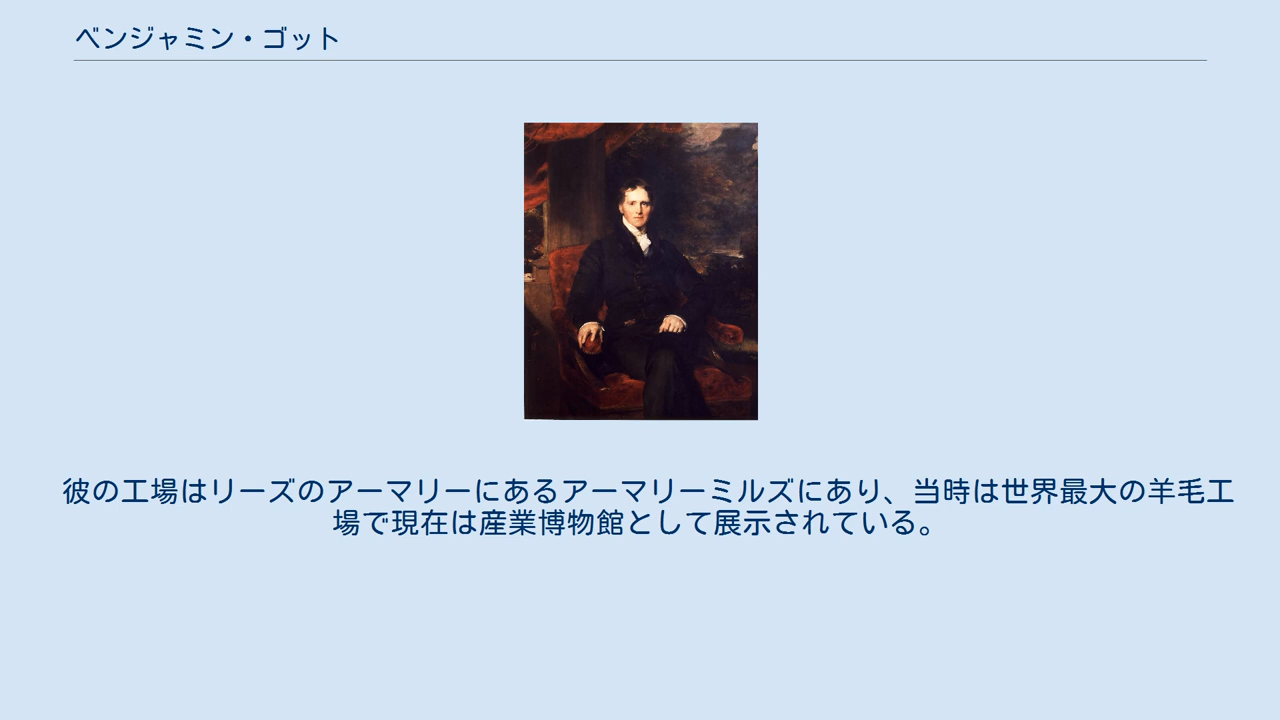 ベンジャミン・ゴット
彼の工場はリーズのアーマリーにあるアーマリーミルズにあり、当時は世界最大の羊毛工
場で現在は産業博物館として展示されている。